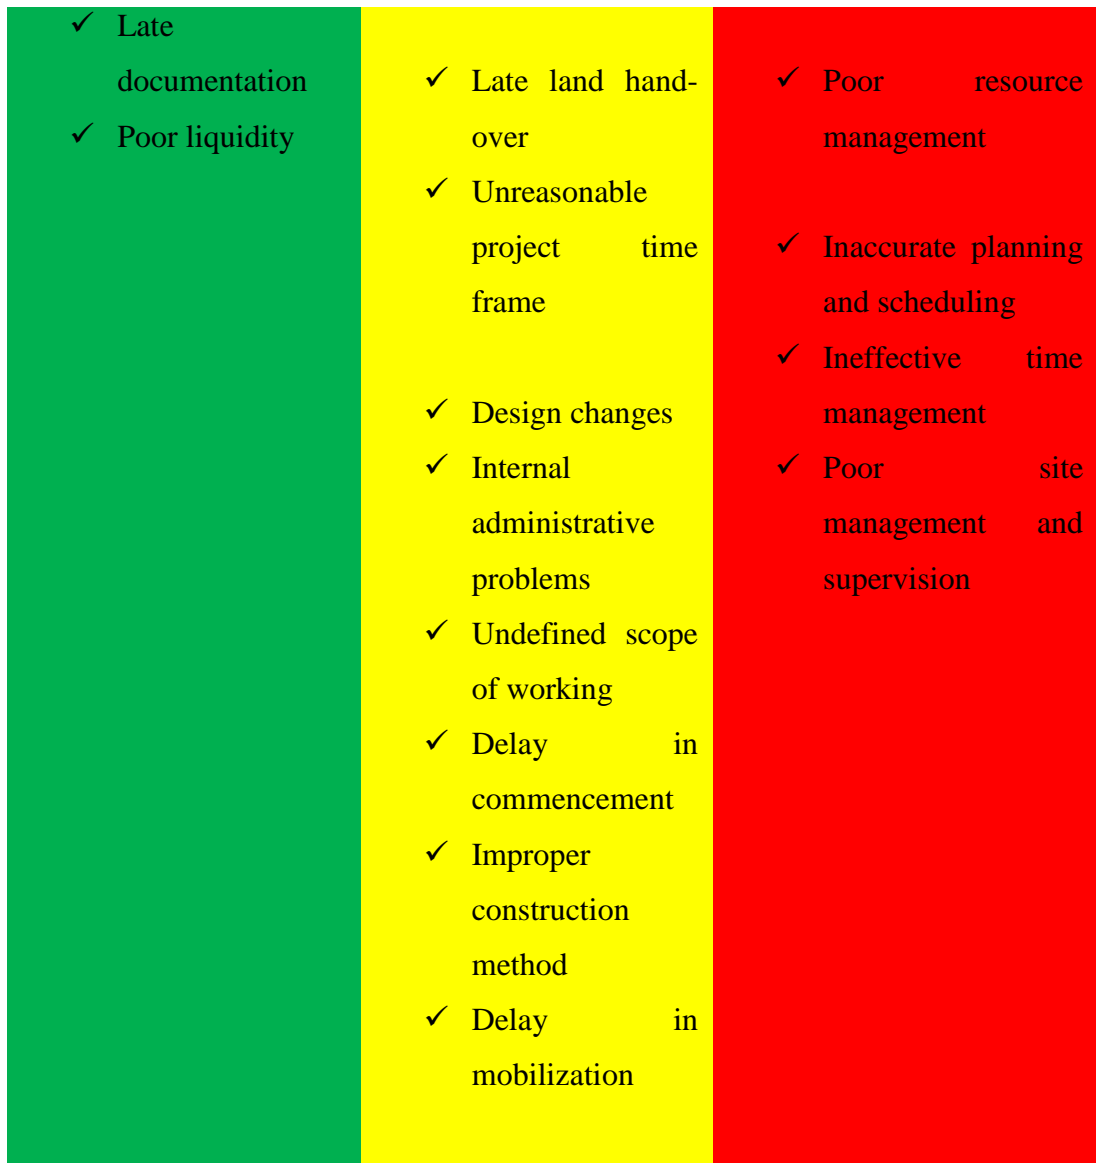 ✓ Late
documentation
✓ Poor liquidity
✓ Late land hand-
over
✓ Unreasonable
project time
frame
✓ Design changes
✓ Internal
administrative
problems
✓ Undefined scope
of working
✓ Delay in
commencement
✓ Improper
construction
method
✓ Delay in
mobilization
✓ Poor resource
management
✓ Inaccurate planning
and scheduling
✓ Ineffective time
management
✓ Poor site
management and
supervision